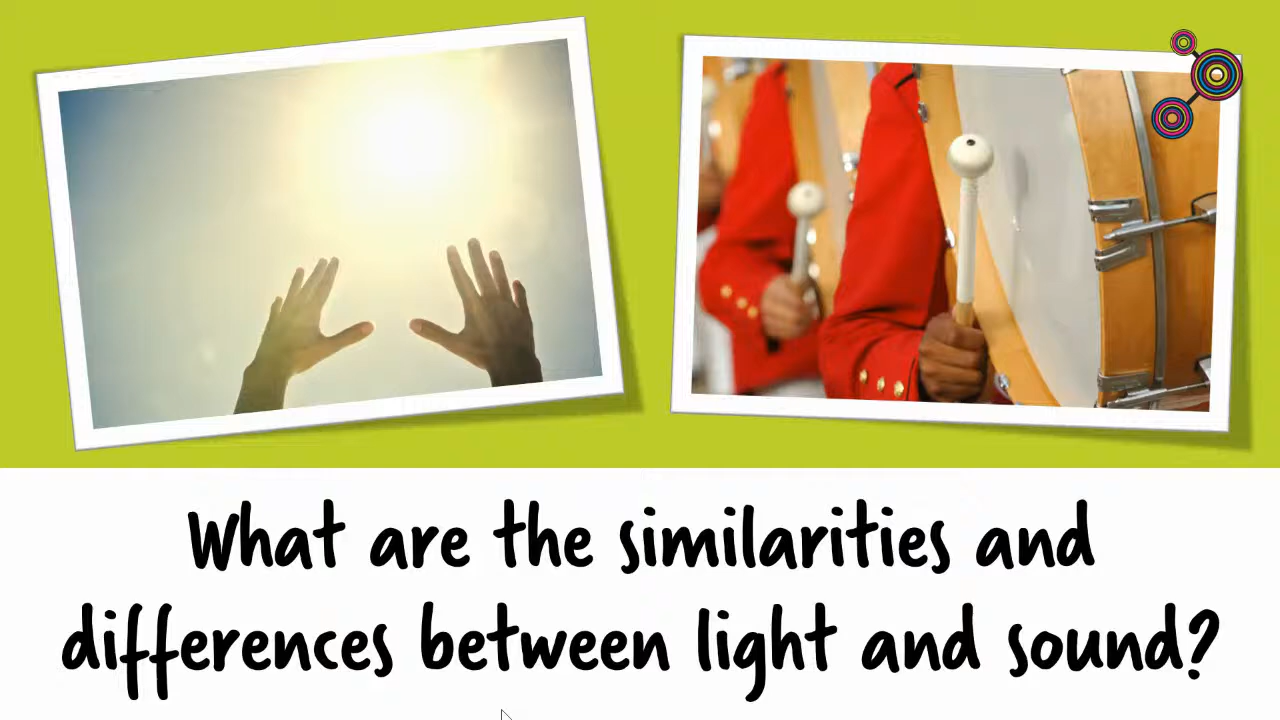 What are the similarities and
differences between light and sound?